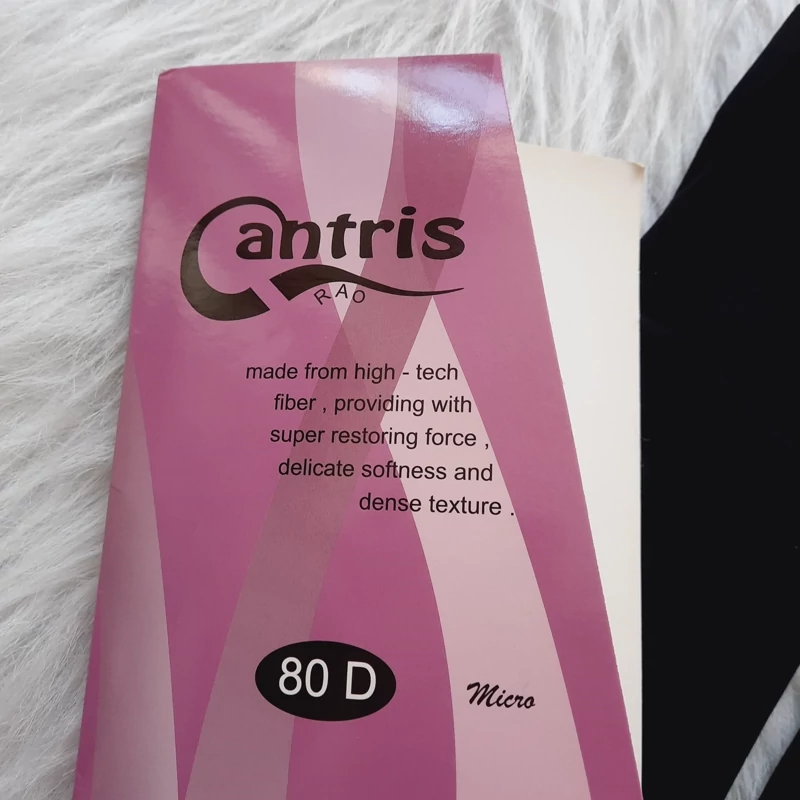 Cantris
RAO
made from high - tech
fiber , providing with
super restoring force ,
delicate softness and
dense texture .
80 D
Micro